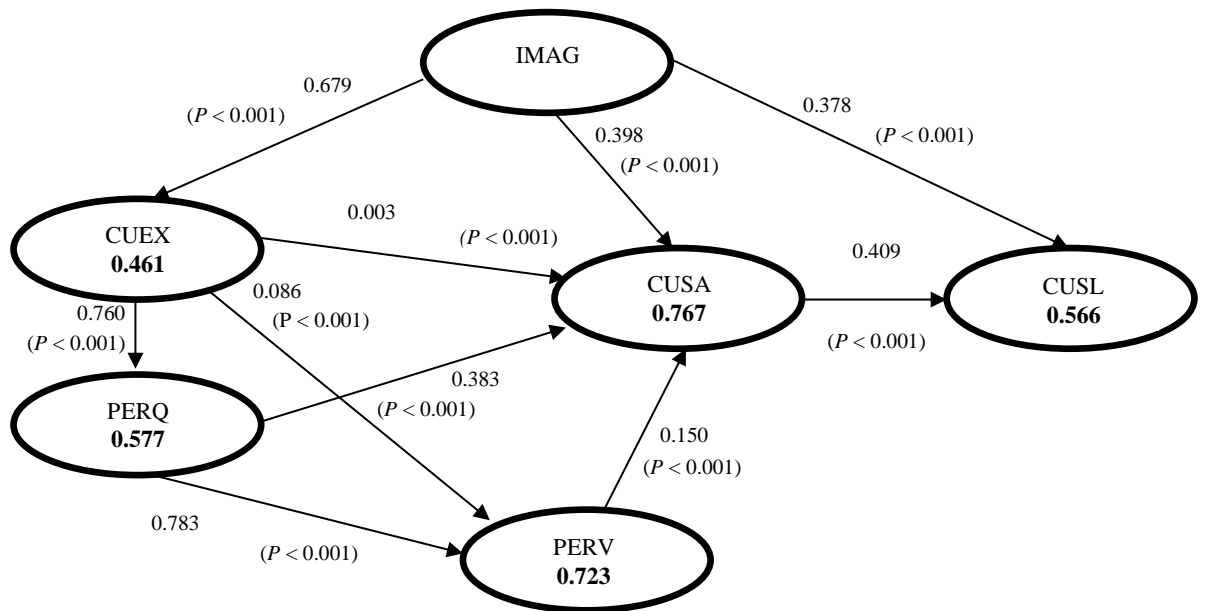 IMAG
0.679
(P < 0.001)
0.378
(P < 0.001)
0.398
(P < 0.001)
CUEX
0.461
0.003
(P < 0.001)
CUSA
0.767
0.409
(P < 0.001)
CUSL
0.566
0.760
(P < 0.001)
0.086
(P < 0.001)
PERQ
0.577
0.383
(P < 0.001)
0.150
(P < 0.001)
0.783
(P < 0.001)
PERV
0.723